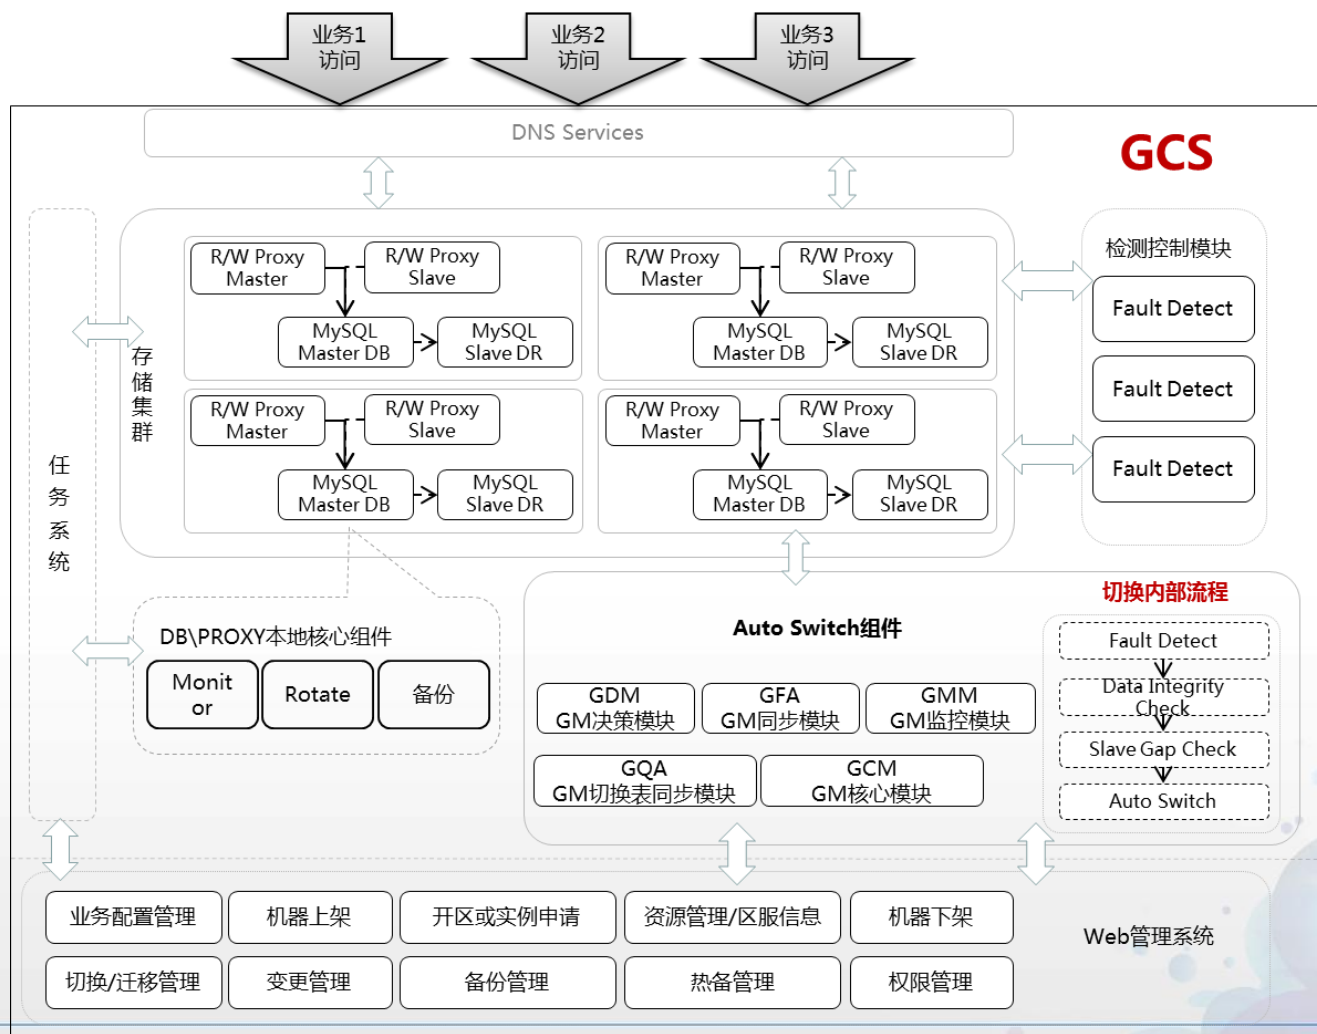 业务1
访问
业务2
访问
业务3
访问
DNS Services
GCS
任
务
系
统
存
储
集
群
R/W Proxy
Master
R/W Proxy
Slave
MySQL
Master DB
MySQL
Slave DR
R/W Proxy
Master
R/W Proxy
Slave
MySQL
Master DB
MySQL
Slave DR
R/W Proxy
Master
R/W Proxy
Slave
MySQL
Master DB
MySQL
Slave DR
R/W Proxy
Master
R/W Proxy
Slave
MySQL
Master DB
MySQL
Slave DR
检测控制模块
Fault Detect
Fault Detect
Fault Detect
DB\PROXY本地核心组件
Monit
or
Rotate
备份
Auto Switch组件
GDM
GM决策模块
GFA
GM同步模块
GMM
GM监控模块
GQA
GM切换表同步模块
GCM
GM核心模块
切换内部流程
Fault Detect
Data Integrity
Check
Slave Gap Check
Auto Switch
业务配置管理
机器上架
开区或实例申请
资源管理/区服信息
机器下架
切换/迁移管理
变更管理
备份管理
热备管理
权限管理
Web管理系统